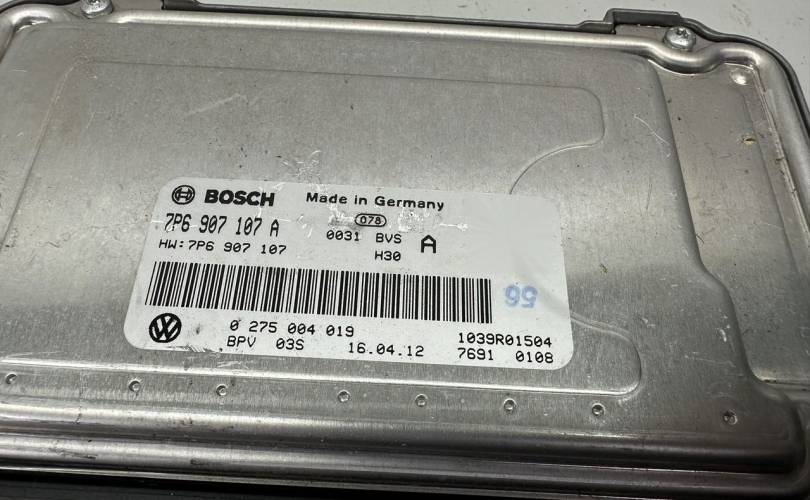 BOSCH Made in Germany
078
7P6 907 107 A 0031 BVS A
HW:7P6 907 107 H30
56
0 275 004 019 1039R01504
BPV 03S 16.04.12 7691 0108